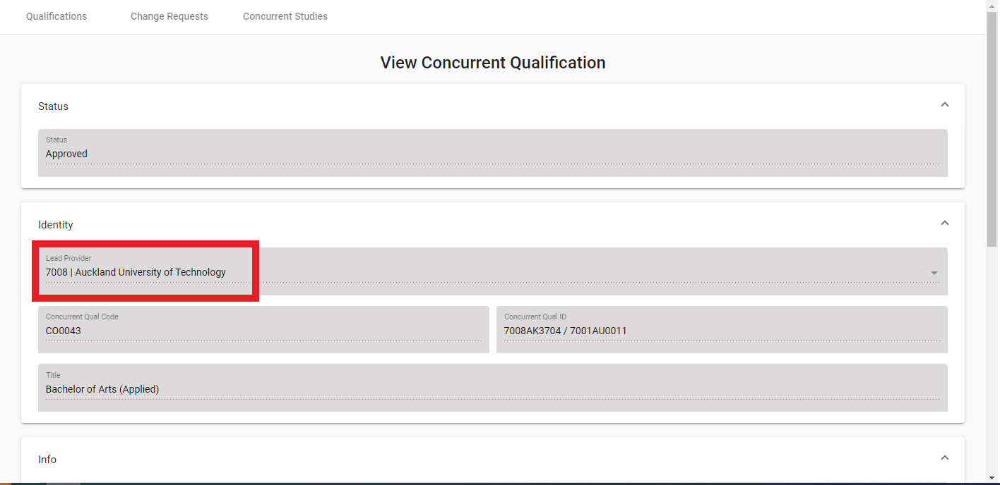 Qualifications Change Requests Concurrent Studies
View Concurrent Qualification
Status
Status
Approved
Identity
Lead Provider
7008 | Auckland University of Technology
Concurrent Qual Code
CO0043
Concurrent Qual ID
7008AK3704 / 7001AU0011
Title
Bachelor of Arts (Applied)
Info